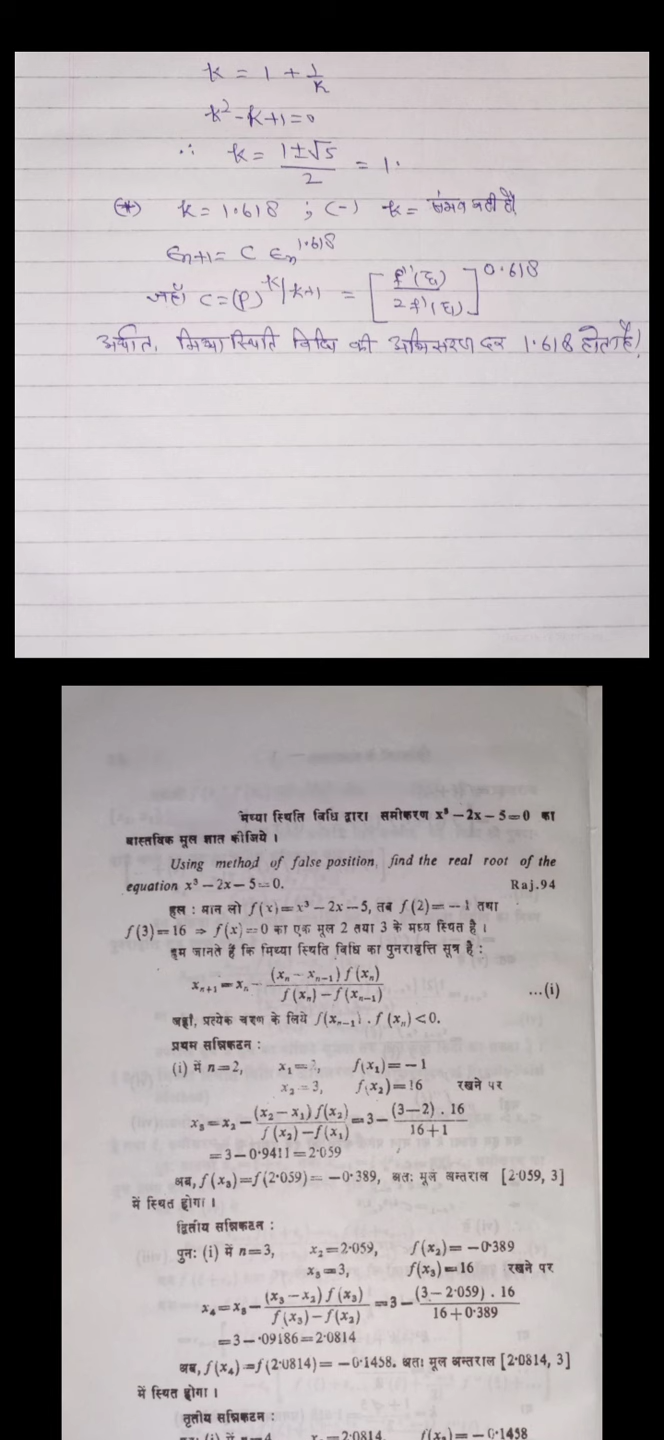 k = 1 + 1/k
k² - k + 1 = 0
∴ k = (1 ± √5)/2 = 1.
(+) k = 1.618 ; (-) k = संभव नहीं है।
ϵn+1 = C ϵn^1.618
जहाँ C = (P)^k/k+1 = [f''(ξ)/2f'(ξ)]^0.618
अर्थात, मिथ्या स्थिति विधि की अभिसरण दर 1.618 होता है।
मिथ्या स्थिति विधि द्वारा समीकरण x³ − 2x − 5 = 0 का
वास्तविक मूल ज्ञात कीजिये ।
Using method of false position, find the real root of the
equation x³ − 2x − 5 = 0. Raj.94
हल : मान लो f(x) = x³ − 2x − 5, तब f(2) = −1 तथा
f(3) = 16 ⇒ f(x) = 0 का एक मूल 2 तथा 3 के मध्य स्थित है ।
हम जानते हैं कि मिथ्या स्थिति विधि का पुनरावृत्ति सूत्र है :
xn+1 = xn − (xn − xn−1) f(xn) / f(xn) − f(xn−1) ...(i)
जहाँ, प्रत्येक चरण के लिये f(xn−1) . f(xn) < 0.
प्रथम सन्निकटन :
(i) में n = 2, x₁ = 2, f(x₁) = −1
x₂ = 3, f(x₂) = 16 रखने पर
x₃ = x₂ − (x₂ − x₁) f(x₂) / f(x₂) − f(x₁) = 3 − (3 − 2) . 16 / 16 + 1
= 3 − 0·9411 = 2·059
अब, f(x₃) = f(2·059) = −0·389, अतः मूल अन्तराल [2·059, 3]
में स्थित होगा ।
द्वितीय सन्निकटन :
पुनः (i) में n = 3, x₂ = 2·059, f(x₂) = −0·389
x₃ = 3, f(x₃) = 16 रखने पर
x₄ = x₃ − (x₃ − x₂) f(x₃) / f(x₃) − f(x₂) = 3 − (3 − 2·059) . 16 / 16 + 0·389
= 3 − ·09186 = 2·0814
अब, f(x₄) = f(2·0814) = −0·1458. अतः मूल अन्तराल [2·0814, 3]
में स्थित होगा ।
तृतीय सन्निकटन :
पुनः (i) में n = 4, = 2·0814, = −0·1458